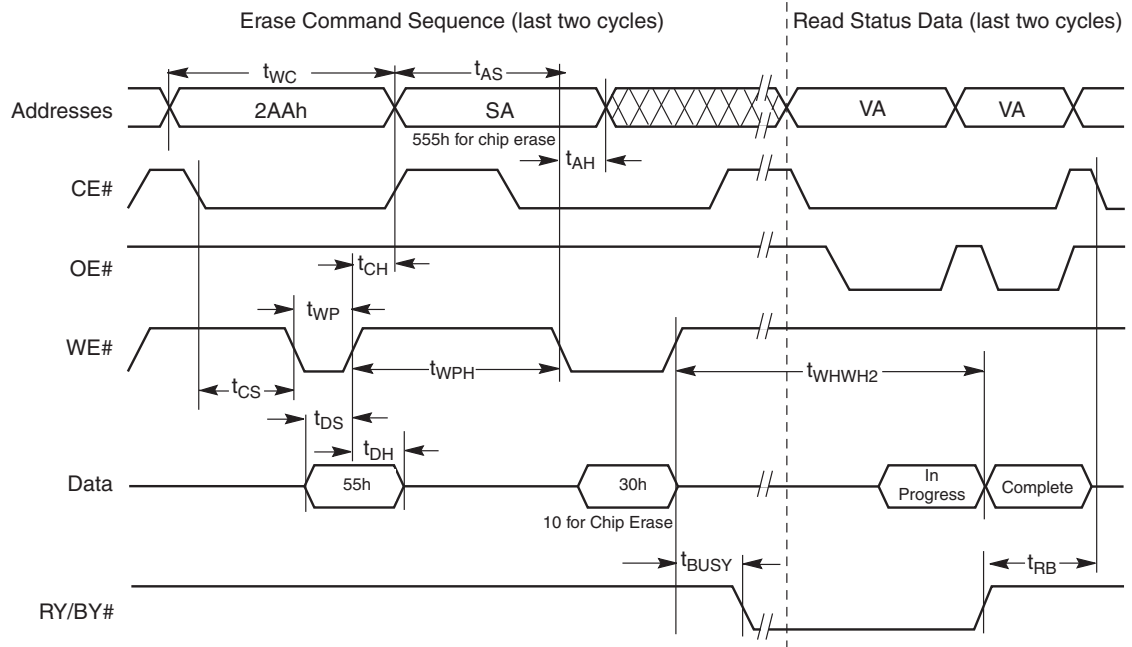 Erase Command Sequence (last two cycles)
Read Status Data (last two cycles)
tWC
tAS
Addresses
2AAh
SA
VA
VA
555h for chip erase
tAH
CE#
tCH
OE#
tWP
WE#
tWPH
tWHWH2
tCS
tDS
tDH
Data
55h
30h
In
Progress
Complete
10 for Chip Erase
tBUSY
tRB
RY/BY#